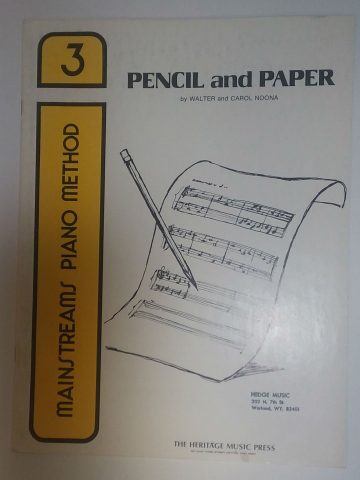 3
MAINSTREAMS PIANO METHOD
PENCIL and PAPER
by WALTER and CAROL NOONA
HEDGE MUSIC
202 N. 7th St.
Worland, WY. 82401
THE HERITAGE MUSIC PRESS